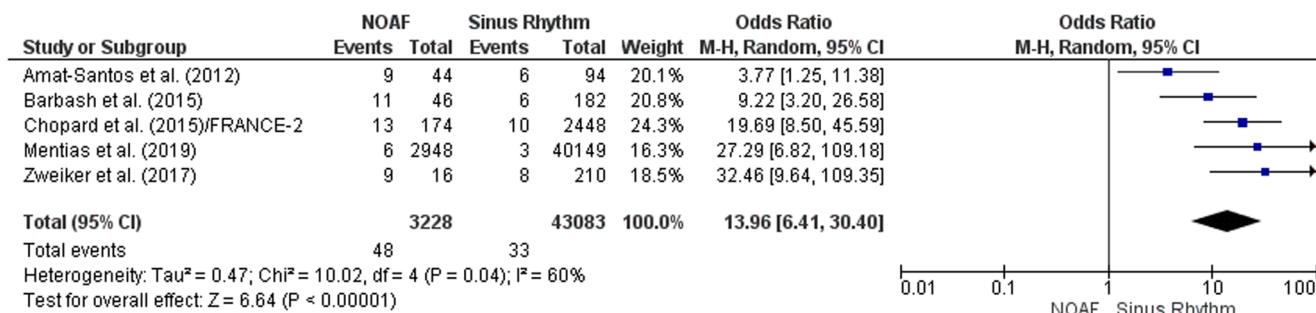 NOAF Sinus Rhythm Odds Ratio Odds Ratio
Study or Subgroup Events Total Events Total Weight M-H, Random, 95% CI M-H, Random, 95% CI
Amat-Santos et al. (2012) 9 44 6 94 20.1% 3.77 [1.25, 11.38]
Barbash et al. (2015) 11 46 6 182 20.8% 9.22 [3.20, 26.58]
Chopard et al. (2015)/FRANCE-2 13 174 10 2448 24.3% 19.69 [8.50, 45.59]
Mentias et al. (2019) 6 2948 3 40149 16.3% 27.29 [6.82, 109.18]
Zweiker et al. (2017) 9 16 8 210 18.5% 32.46 [9.64, 109.35]
Total (95% CI) 3228 43083 100.0% 13.96 [6.41, 30.40]
Total events 48 33
Heterogeneity: Tau² = 0.47; Chi² = 10.02, df = 4 (P = 0.04); I² = 60%
Test for overall effect: Z = 6.64 (P < 0.00001)
0.01 0.1 1 10 100
NOAF Sinus Rhythm